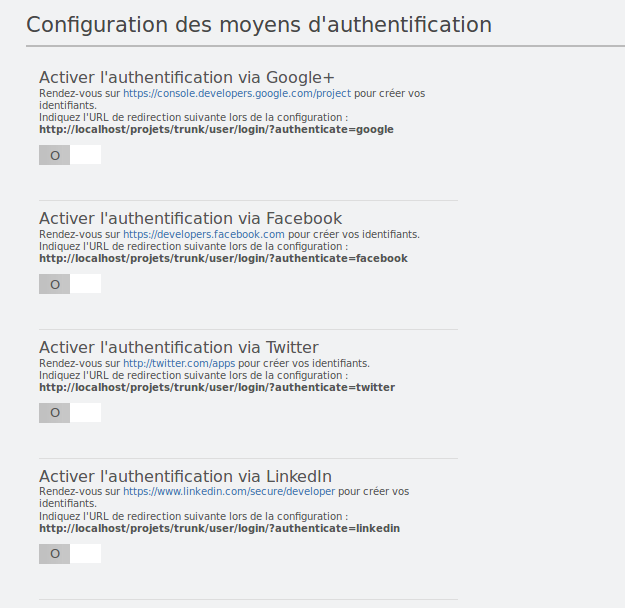 Configuration des moyens d'authentification
Activer l'authentification via Google+
Rendez-vous sur https://console.developers.google.com/project pour créer vos
identifiants.
Indiquez l'URL de redirection suivante lors de la configuration :
http://localhost/projets/trunk/user/login/?authenticate=google
O
Activer l'authentification via Facebook
Rendez-vous sur https://developers.facebook.com pour créer vos identifiants.
Indiquez l'URL de redirection suivante lors de la configuration :
http://localhost/projets/trunk/user/login/?authenticate=facebook
O
Activer l'authentification via Twitter
Rendez-vous sur http://twitter.com/apps pour créer vos identifiants.
Indiquez l'URL de redirection suivante lors de la configuration :
http://localhost/projets/trunk/user/login/?authenticate=twitter
O
Activer l'authentification via LinkedIn
Rendez-vous sur https://www.linkedin.com/secure/developer pour créer vos
identifiants.
Indiquez l'URL de redirection suivante lors de la configuration :
http://localhost/projets/trunk/user/login/?authenticate=linkedin
O